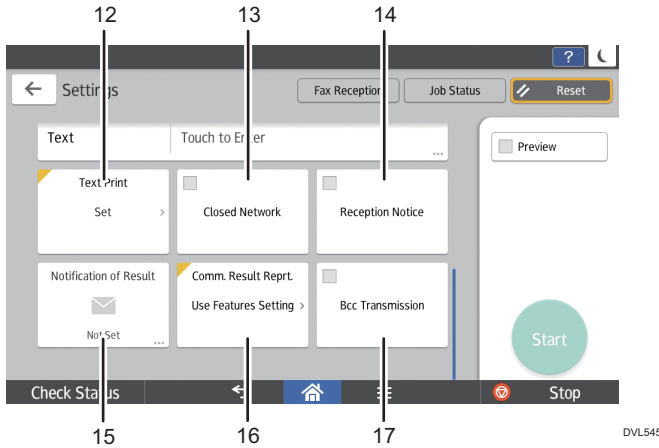 12 13 14
?
Settings Fax Reception Job Status Reset
Text Touch to Enter ...
Preview
Text Print
Set >
Closed Network
Reception Notice
Notification of Result
Not Set ...
Comm. Result Reprt.
Use Features Setting >
Bcc Transmission
Start
Check Status Stop
15 16 17
DVL545